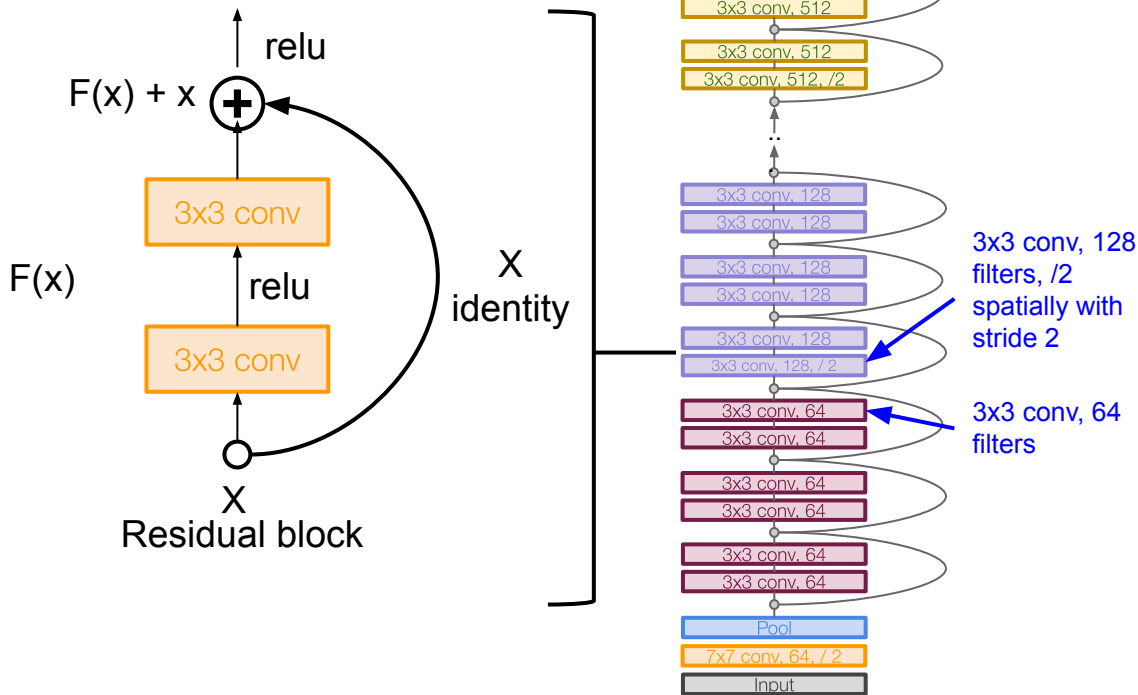 relu
F(x) + x
3x3 conv
F(x)
relu
3x3 conv
X
Residual block
X
identity
3x3 conv, 512
3x3 conv, 512
3x3 conv, 512, /2
..
3x3 conv, 128
3x3 conv, 128
3x3 conv, 128
3x3 conv, 128
3x3 conv, 128
3x3 conv, 128, / 2
3x3 conv, 64
3x3 conv, 64
3x3 conv, 64
3x3 conv, 64
3x3 conv, 64
3x3 conv, 64
Pool
7x7 conv, 64, / 2
Input
3x3 conv, 128
filters, /2
spatially with
stride 2
3x3 conv, 64
filters